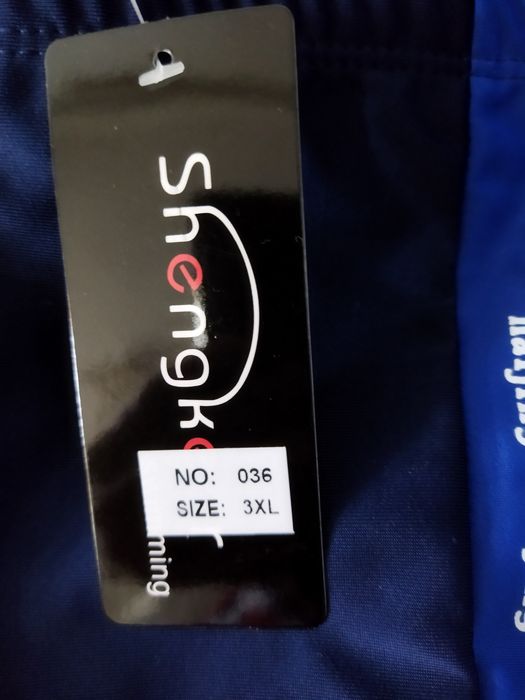 Shengke
NO: 036
SIZE: 3XL
ming